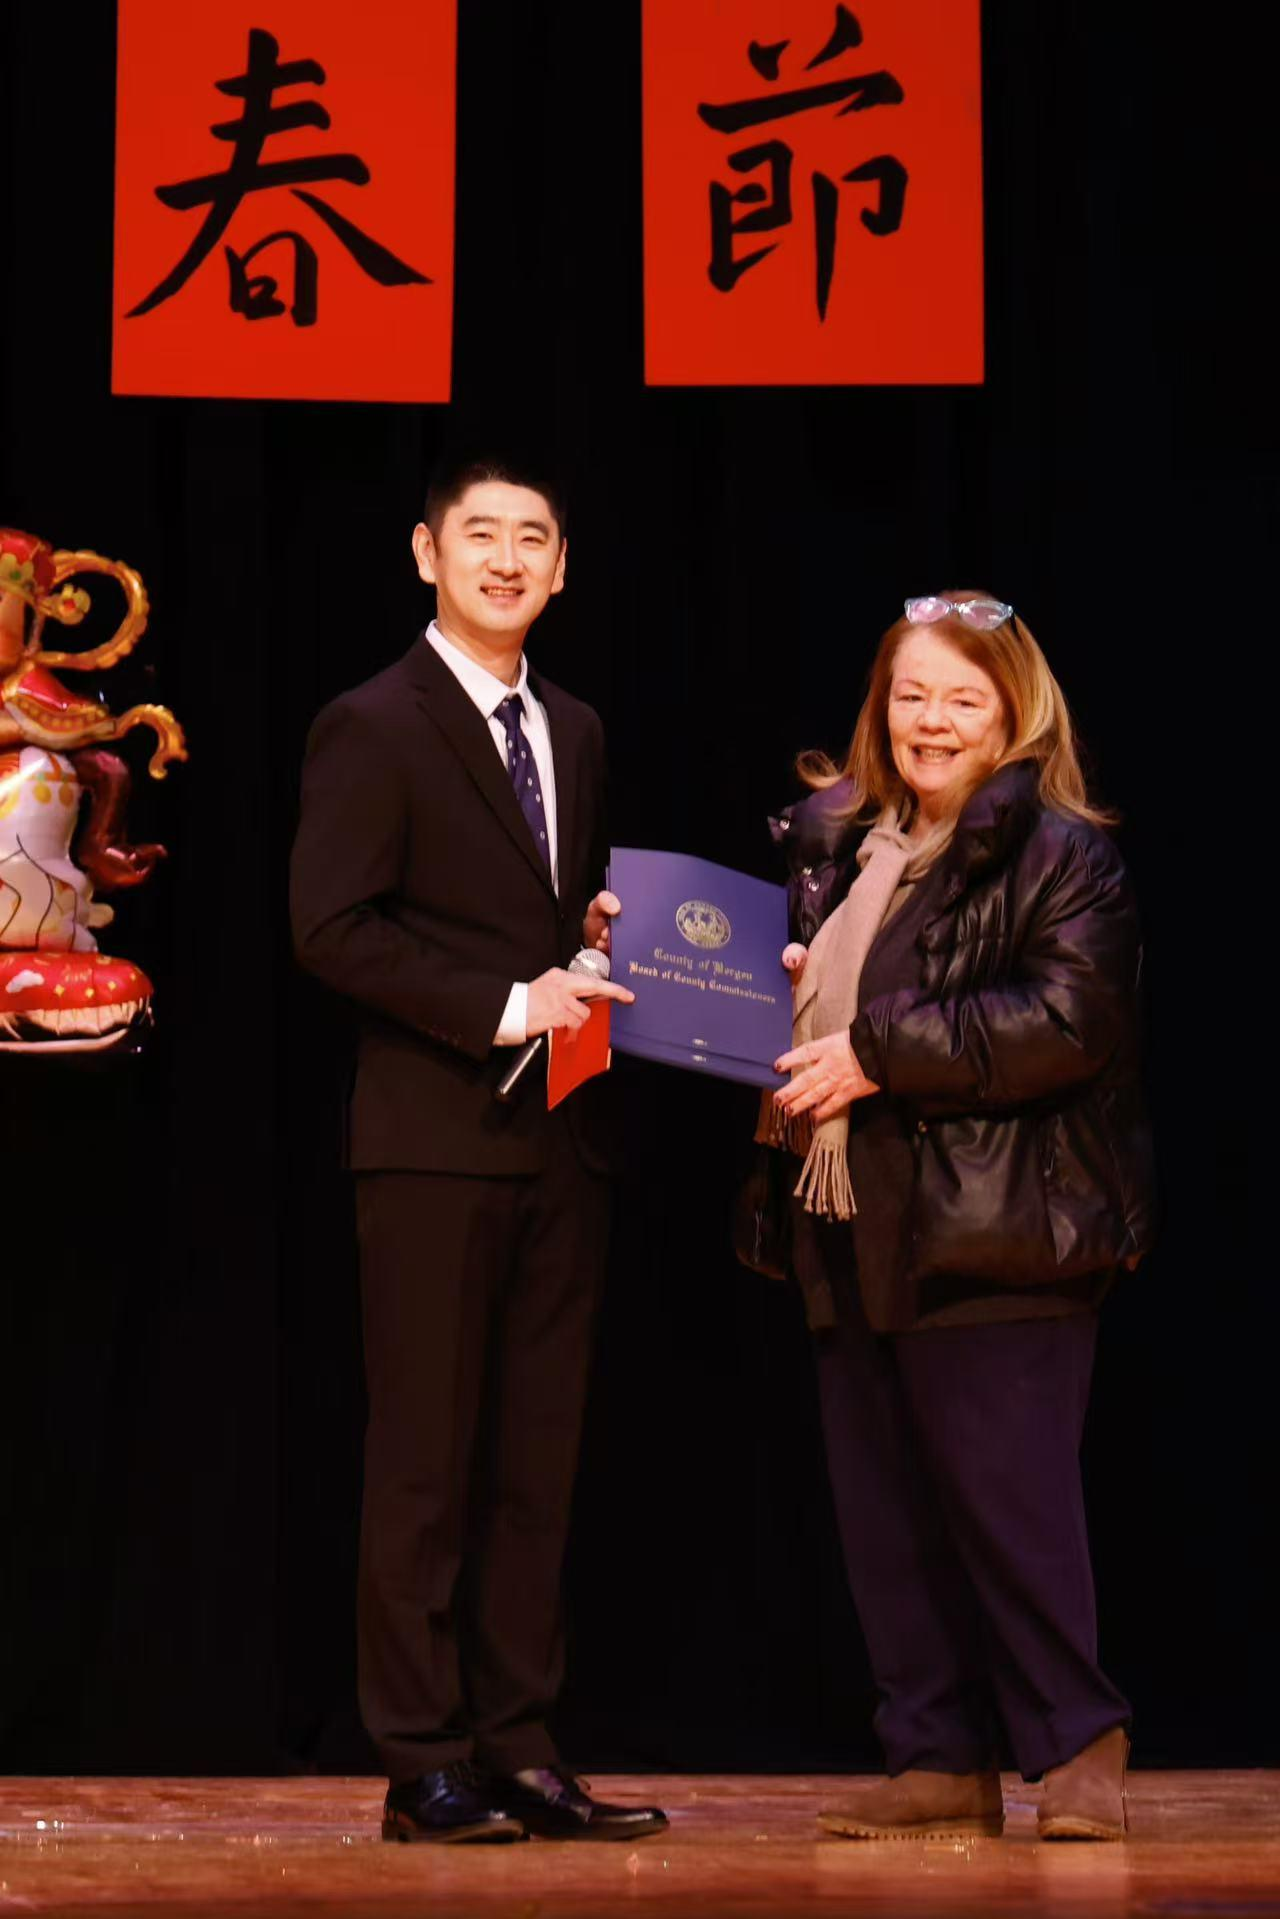 春節
County of Bergen
Board of County Commissioners